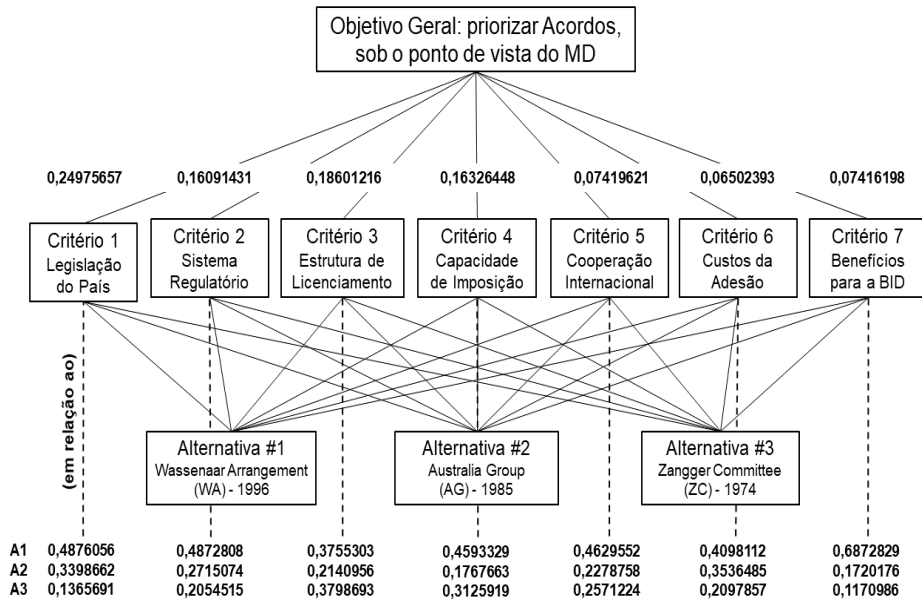 Objetivo Geral: priorizar Acordos,
sob o ponto de vista do MD
0,24975657 0,16091431 0,18601216 0,16326448 0,07419621 0,06502393 0,07416198
Critério 1
Legislação
do País
Critério 2
Sistema
Regulatório
Critério 3
Estrutura de
Licenciamento
Critério 4
Capacidade
de Imposição
Critério 5
Cooperação
Internacional
Critério 6
Custos da
Adesão
Critério 7
Benefícios
para a BID
(em relação ao)
Alternativa #1
Wassenaar Arrangement
(WA) - 1996
Alternativa #2
Australia Group
(AG) - 1985
Alternativa #3
Zangger Committee
(ZC) - 1974
A1 0,4876056 0,4872808 0,3755303 0,4593329 0,4629552 0,4098112 0,6872829
A2 0,3398662 0,2715074 0,2140956 0,1767663 0,2278758 0,3536485 0,1720176
A3 0,1365691 0,2054515 0,3798693 0,3125919 0,2571224 0,2097857 0,1170986